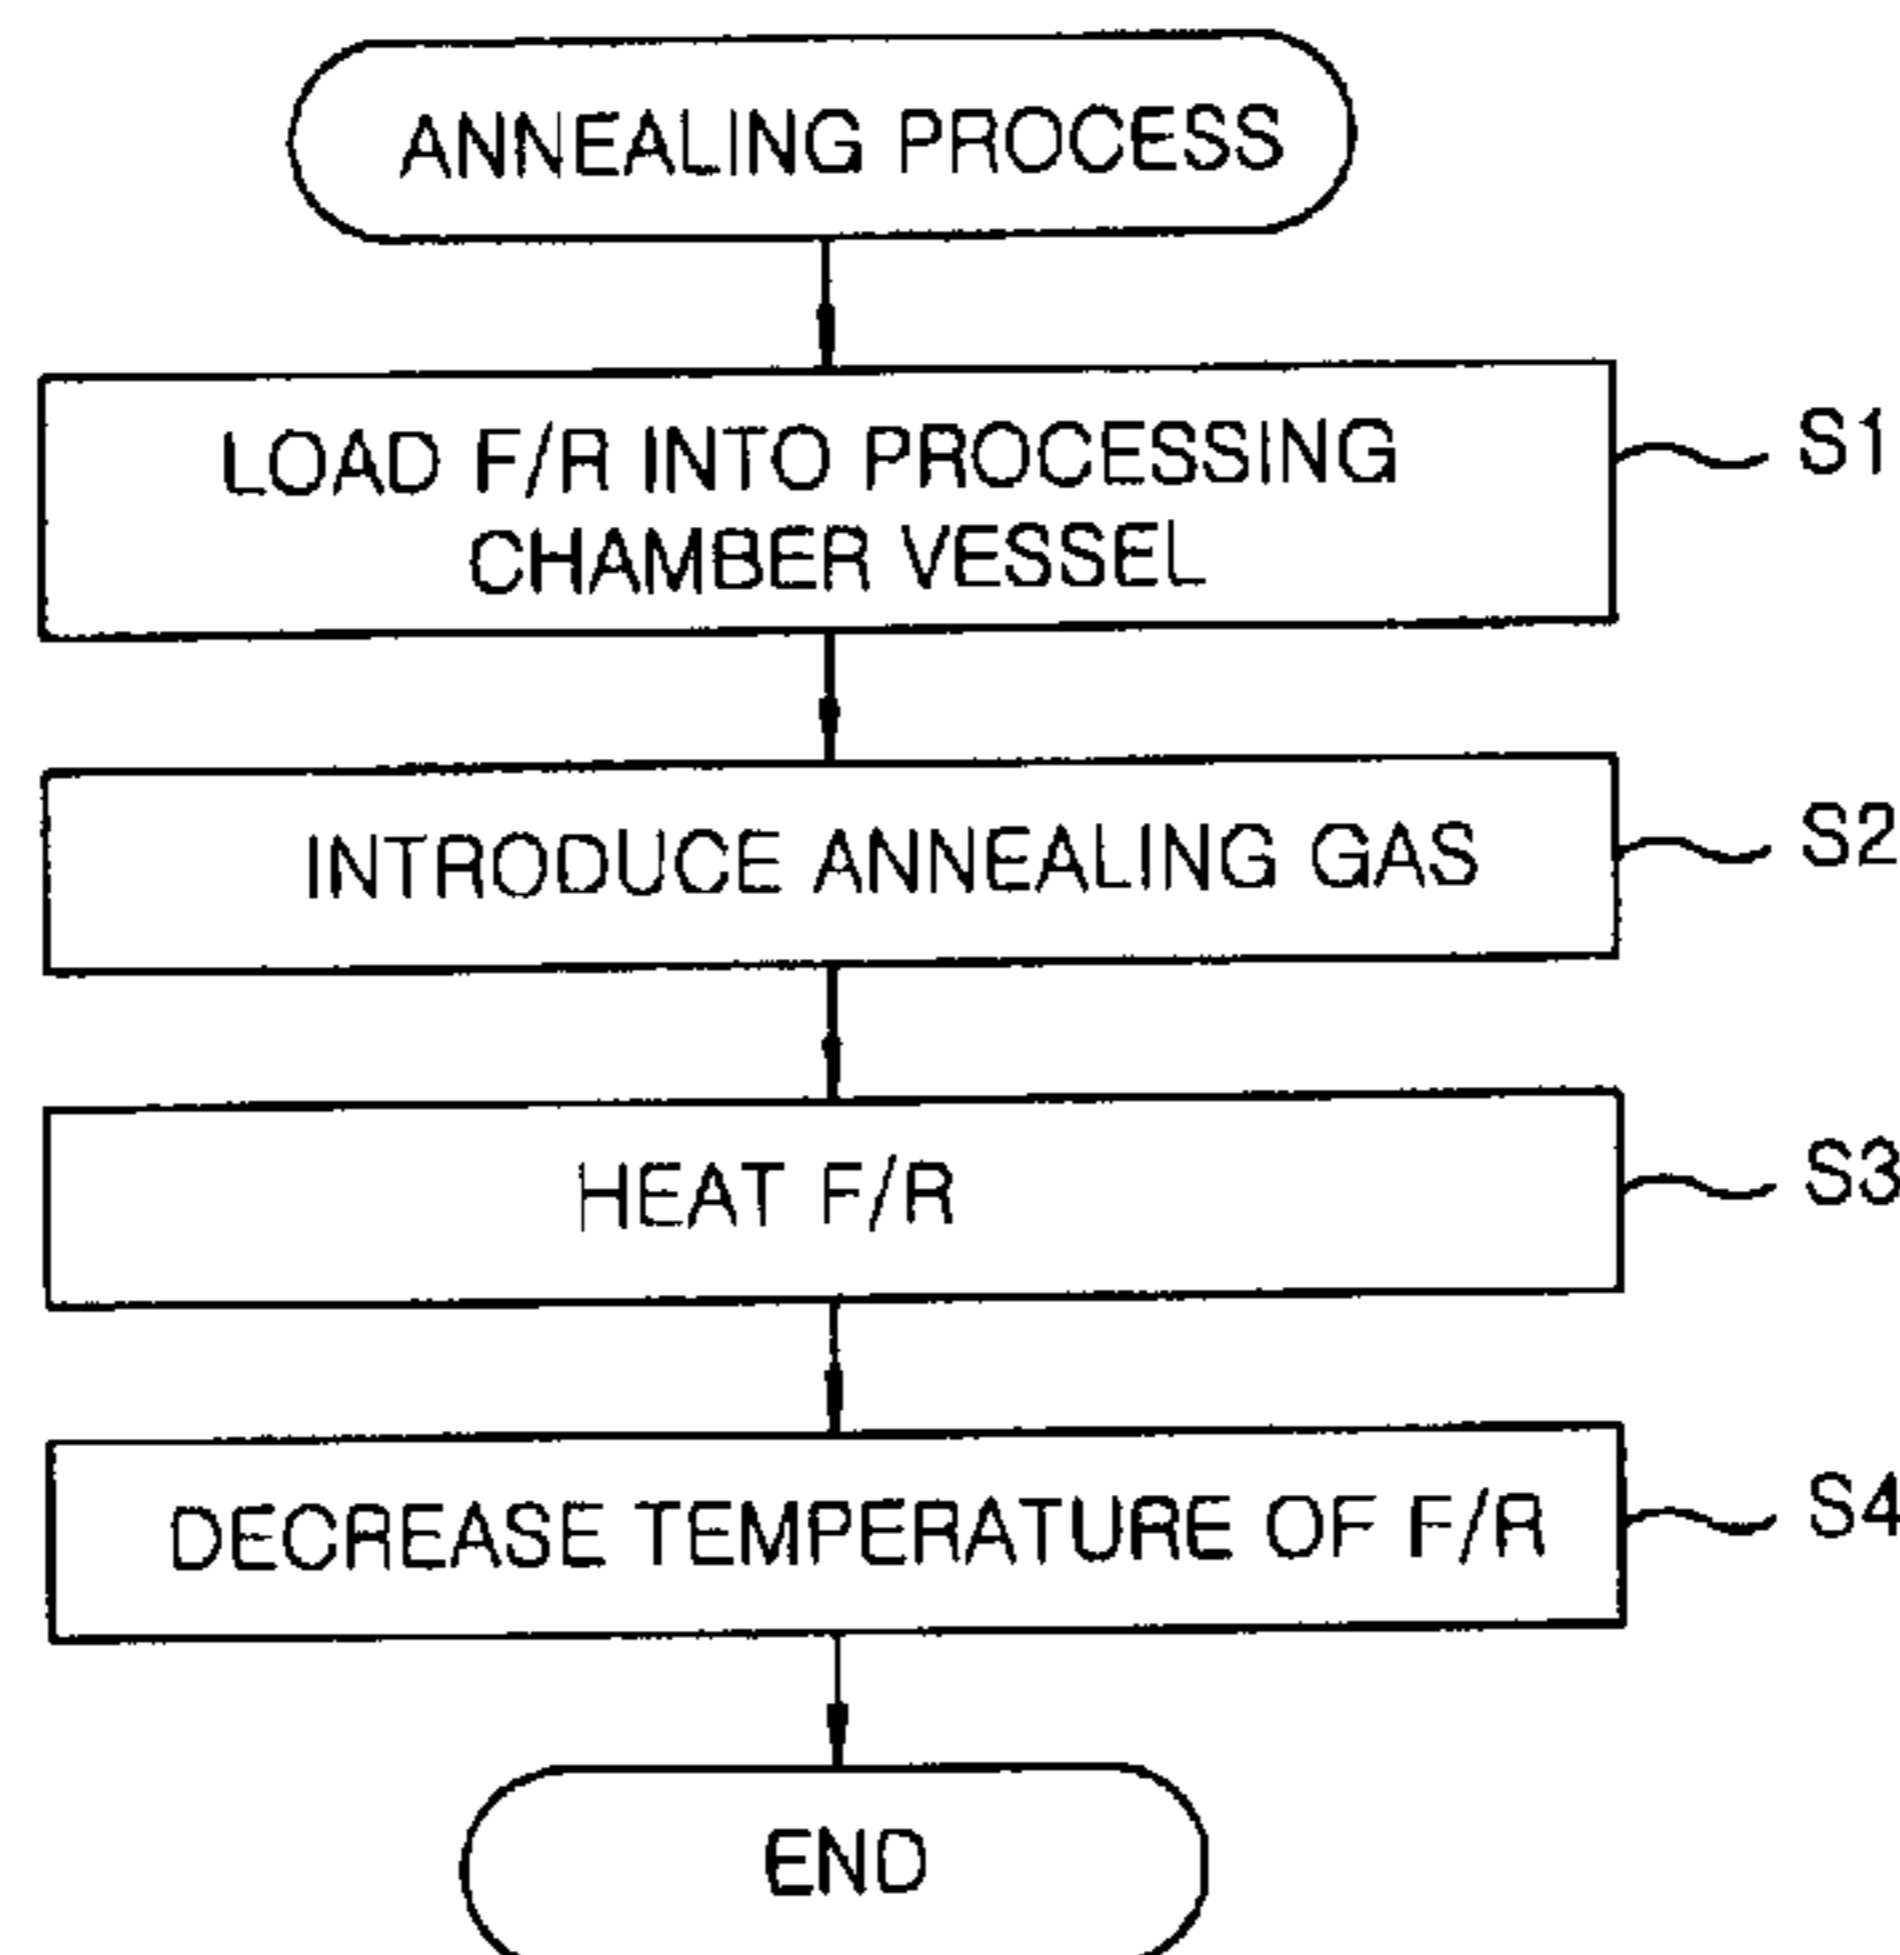 ANNEALING PROCESS
LOAD F/R INTO PROCESSING
CHAMBER VESSEL
S1
INTRODUCE ANNEALING GAS
S2
HEAT F/R
S3
DECREASE TEMPERATURE OF F/R
S4
END